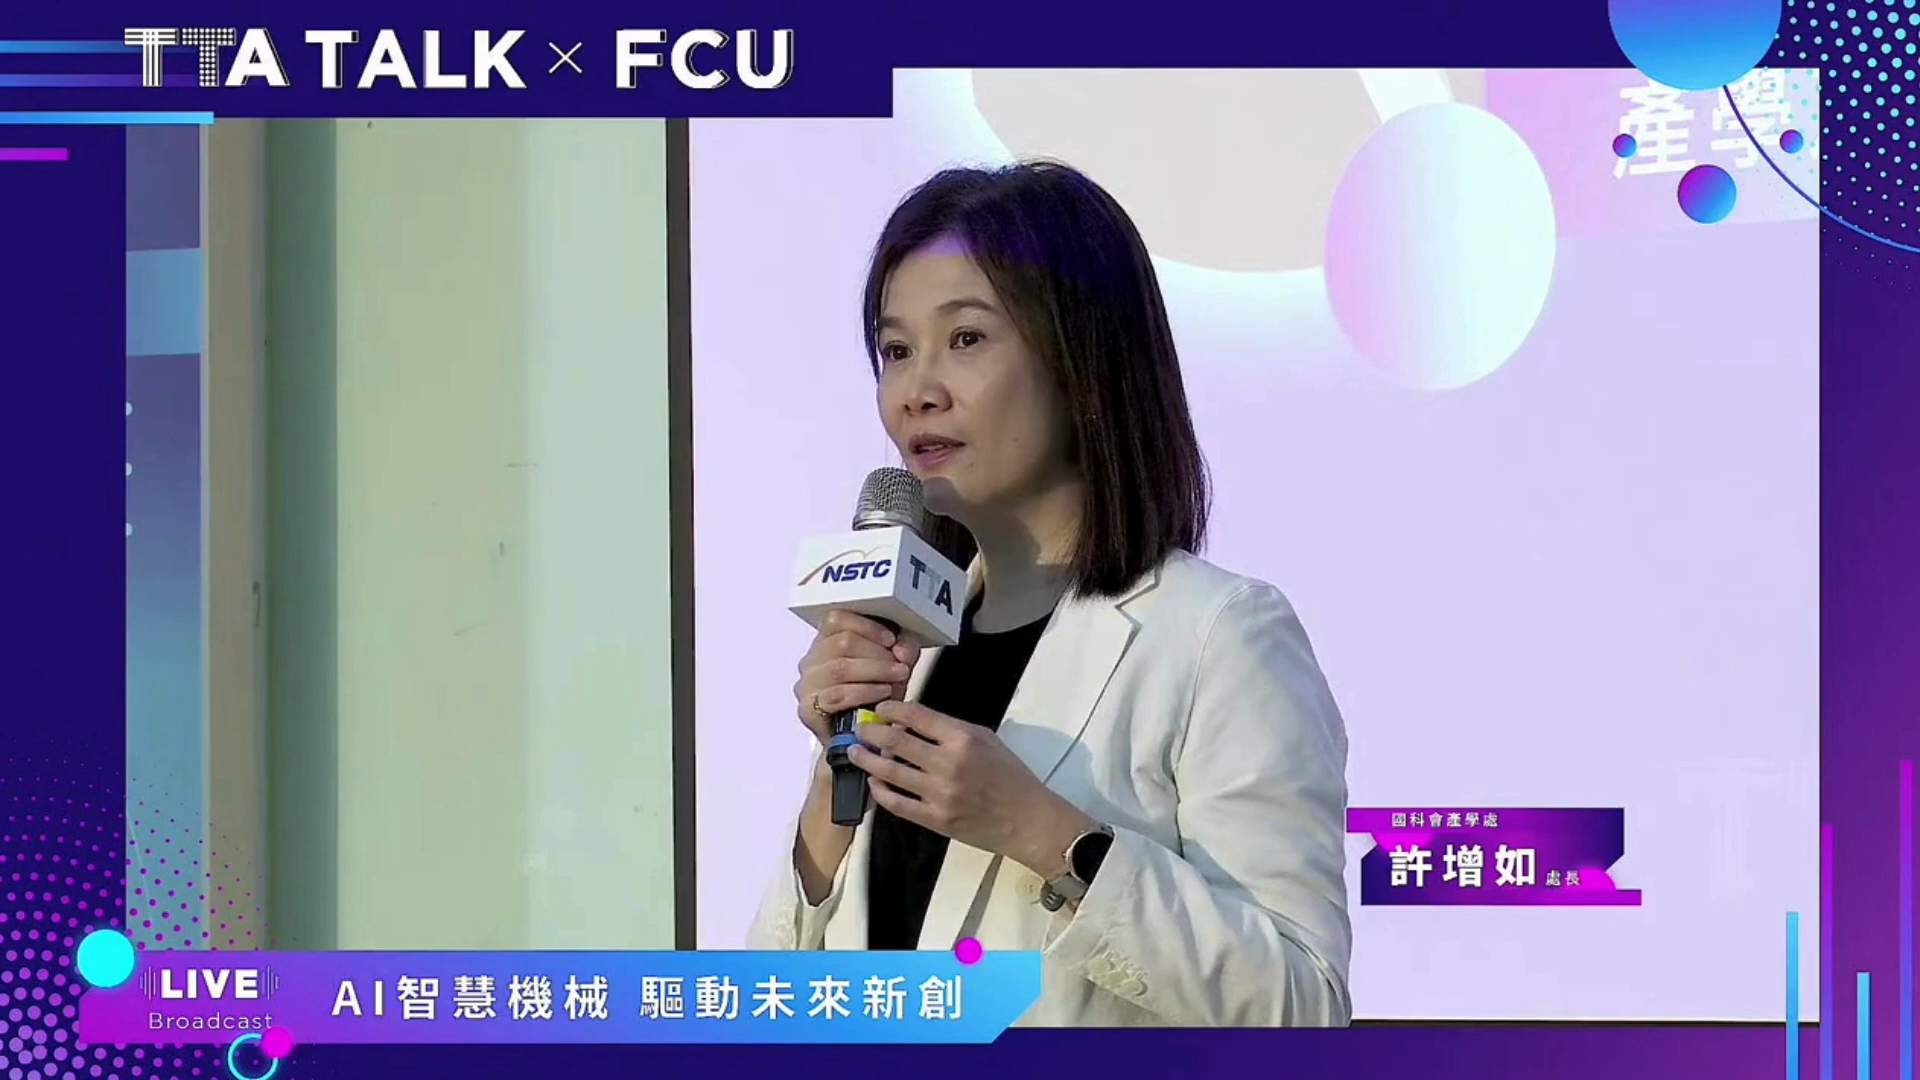 TTA TALK × FCU
產學
NSTC
TTA
國科會產學處
許增如 處長
LIVE
Broadcast
AI智慧機械 驅動未來新創